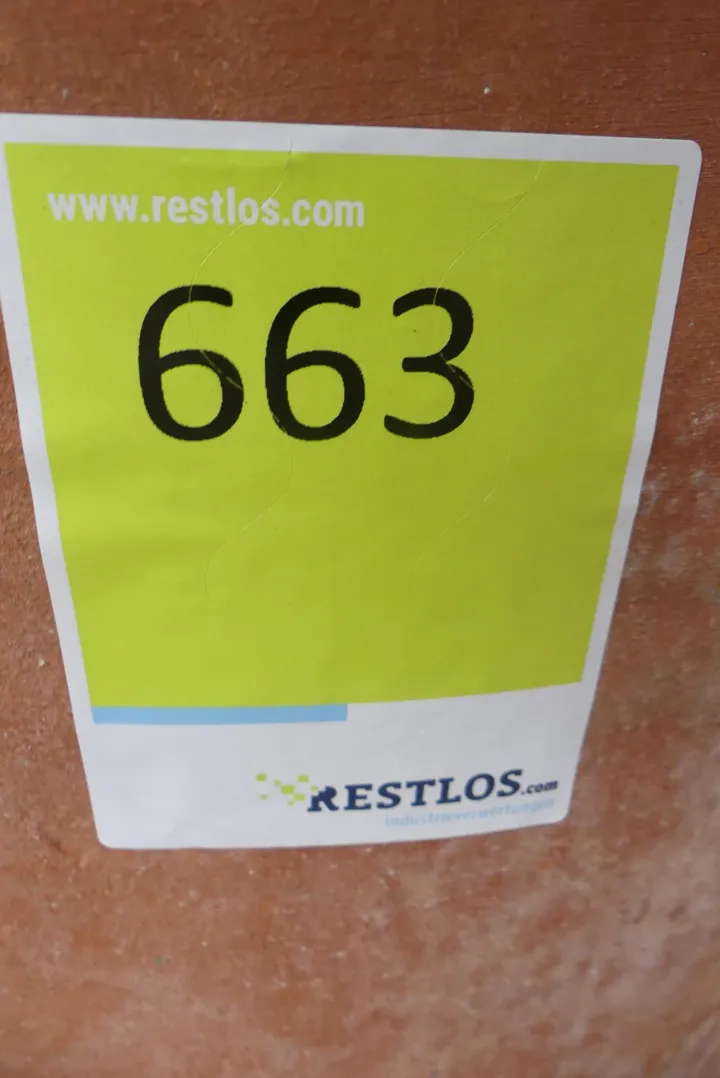 www.restlos.com
663
RESTLOS.com
industrieverwertungen